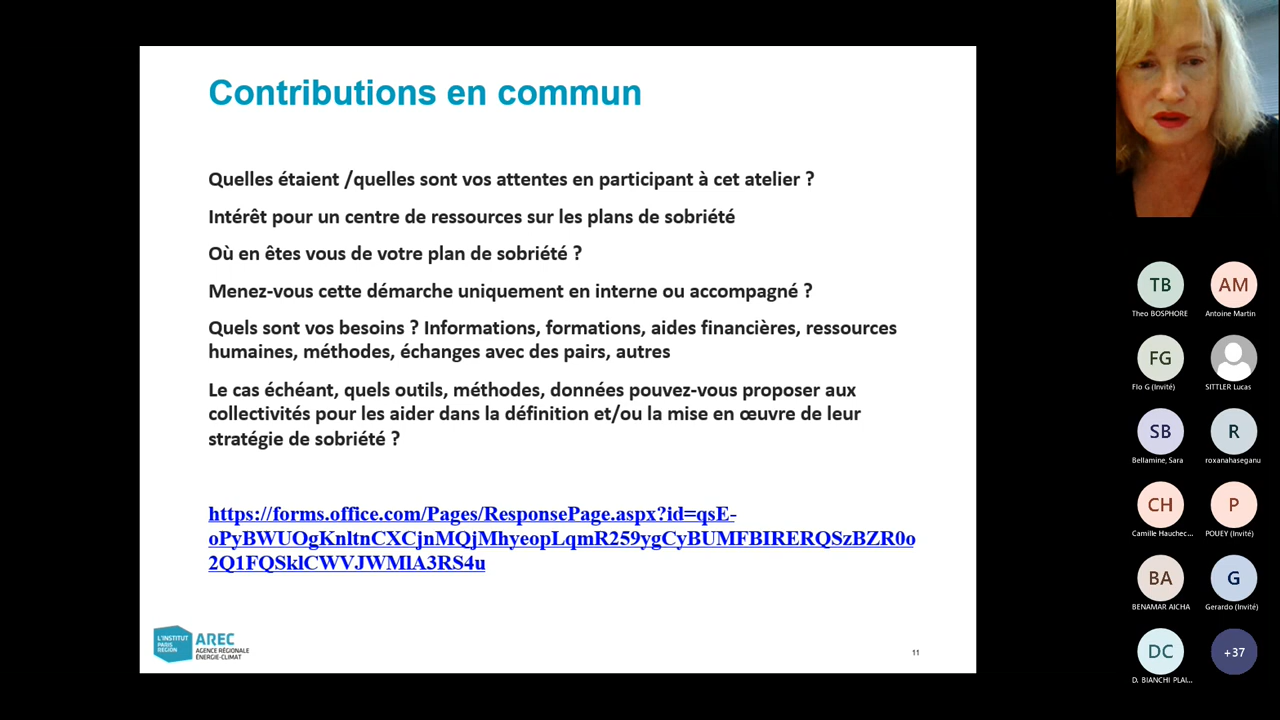 Contributions en commun
Quelles étaient /quelles sont vos attentes en participant à cet atelier ?
Intérêt pour un centre de ressources sur les plans de sobriété
Où en êtes vous de votre plan de sobriété ?
Menez-vous cette démarche uniquement en interne ou accompagné ?
Quels sont vos besoins ? Informations, formations, aides financières, ressources
humaines, méthodes, échanges avec des pairs, autres
Le cas échéant, quels outils, méthodes, données pouvez-vous proposer aux
collectivités pour les aider dans la définition et/ou la mise en œuvre de leur
stratégie de sobriété ?
https://forms.office.com/Pages/ResponsePage.aspx?id=qsE-
oPyBWUOgKnltnCXCjnMQjMhyeopLqmR259ygCyBUMFBIRERQSzBZR0o
2Q1FQSklCWVJWMlA3RS4u
L'INSTITUT
PARIS
REGION
AREC
AGENCE RÉGIONALE
ÉNERGIE-CLIMAT
11
TB
AM
Theo BOSPHORE
Antoine Martin
FG
Flo G (Invité)
SITTLER Lucas
SB
R
Bellamine, Sara
roxanahaseganu
CH
P
Camille Hauchec...
POUEY (Invité)
BA
G
BENAMAR AICHA
Gerardo (Invité)
DC
+37
D. BIANCHI PLAI...